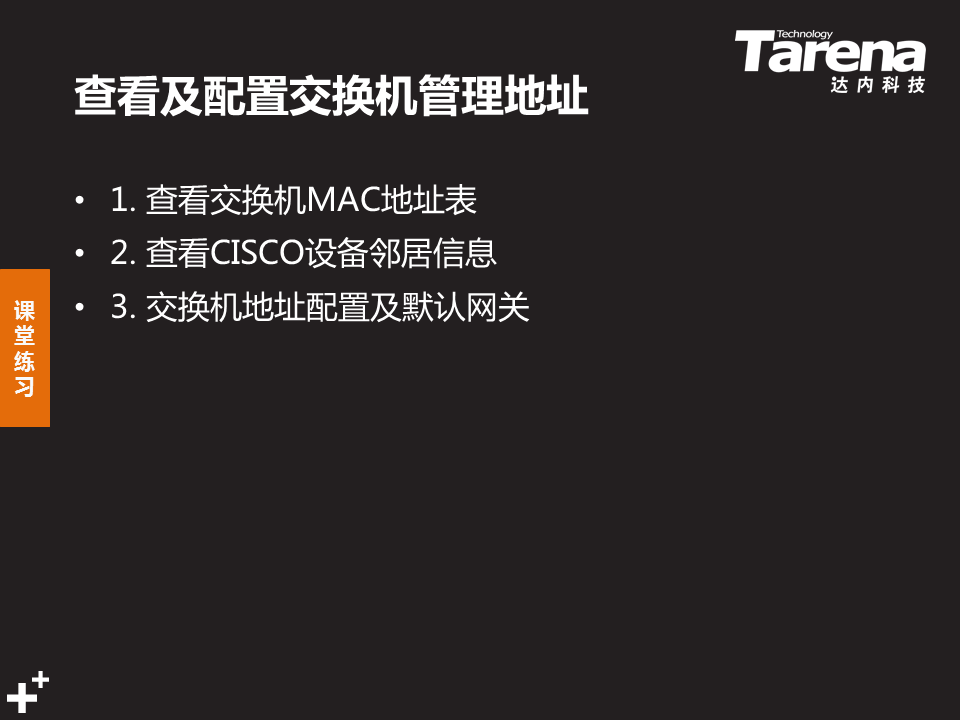 Technology
Tarena
达内科技
查看及配置交换机管理地址
• 1. 查看交换机MAC地址表
• 2. 查看CISCO设备邻居信息
• 3. 交换机地址配置及默认网关
课
堂
练
习